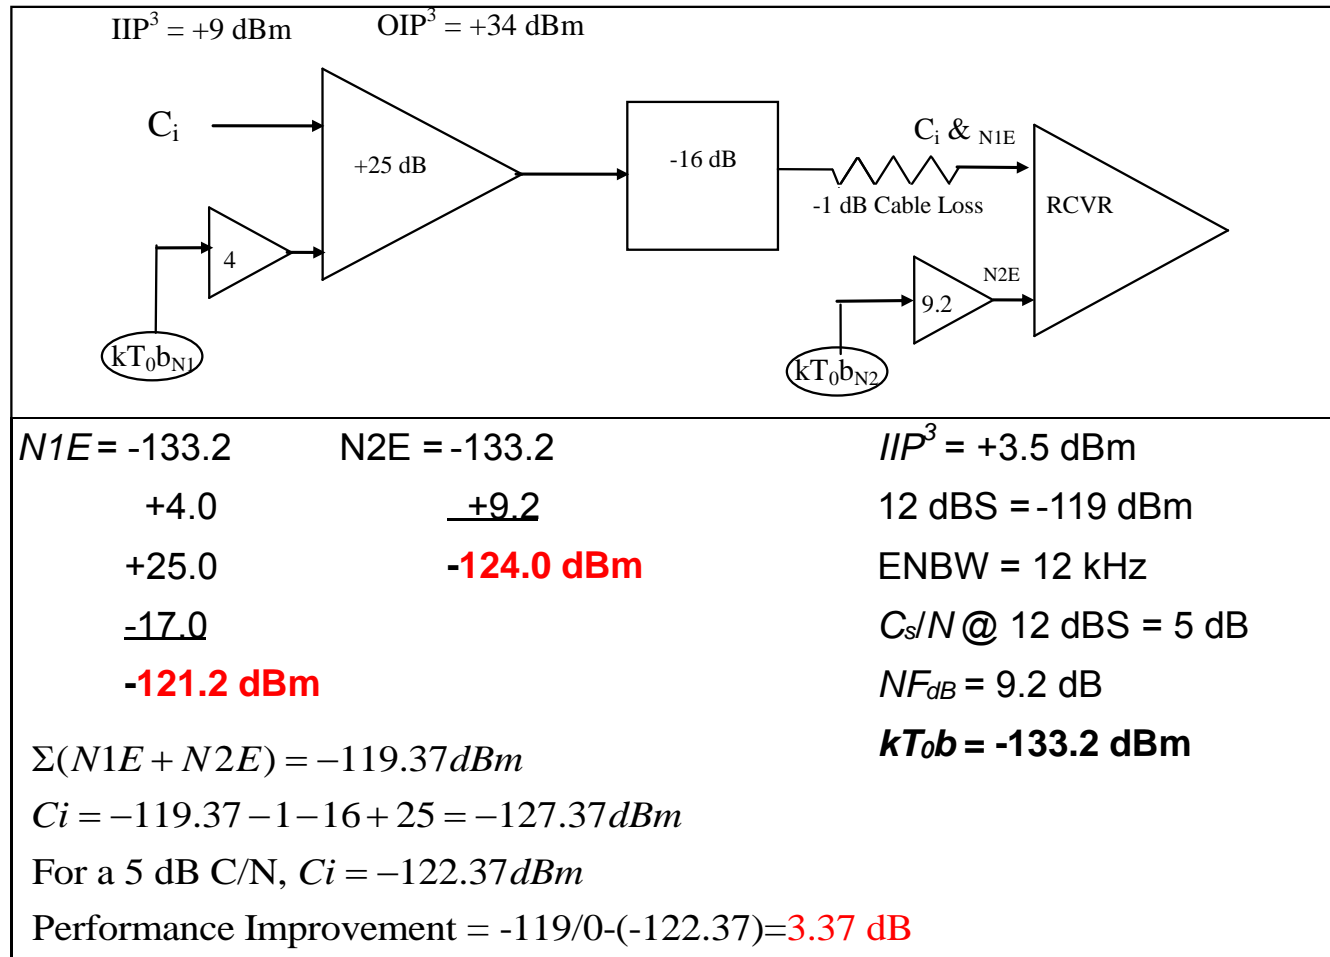 IIP³ = +9 dBm OIP³ = +34 dBm
Cᵢ
+25 dB
-16 dB
Cᵢ & N1E
-1 dB Cable Loss
RCVR
4
N2E
9.2
kT₀bN1
kT₀bN2
N1E = -133.2 N2E = -133.2 IIP³ = +3.5 dBm
+4.0 +9.2 12 dBS = -119 dBm
+25.0 -124.0 dBm ENBW = 12 kHz
-17.0 Cs/N @ 12 dBS = 5 dB
-121.2 dBm NFdB = 9.2 dB
kT₀b = -133.2 dBm
Σ(N1E + N2E) = −119.37dBm
Ci = −119.37 −1 −16 + 25 = −127.37dBm
For a 5 dB C/N, Ci = −122.37dBm
Performance Improvement = -119/0-(-122.37)=3.37 dB